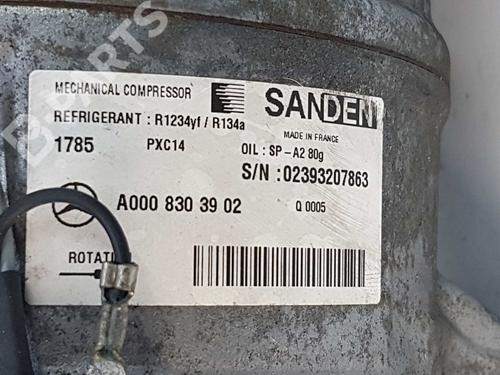 MECHANICAL COMPRESSOR
SANDEN
REFRIGERANT : R1234yf / R134a
MADE IN FRANCE
1785 PXC14 OIL : SP - A2 80g
S/N : 02393207863
A000 830 39 02 Q 0005
PARTS